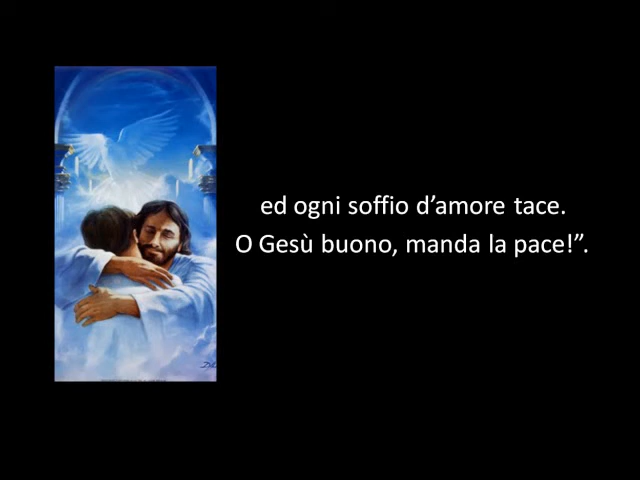 ed ogni soffio d’amore tace.
O Gesù buono, manda la pace!”.